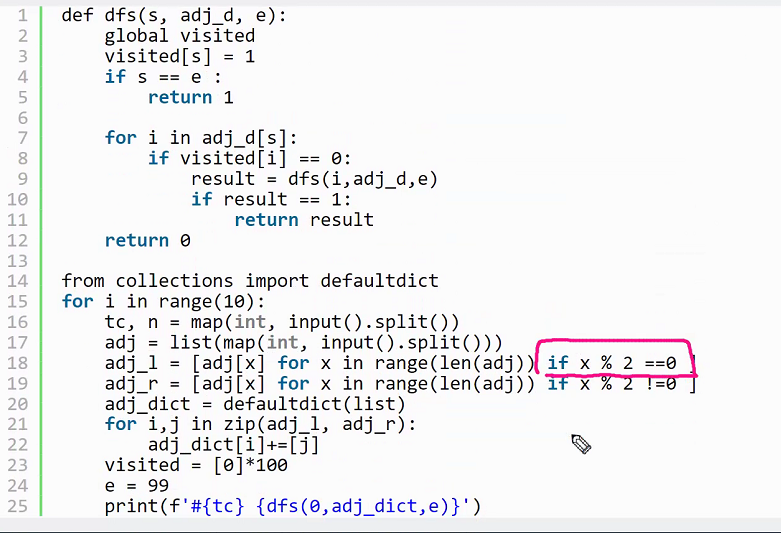 1 def dfs(s, adj_d, e):
2     global visited
3     visited[s] = 1
4     if s == e :
5         return 1
6
7     for i in adj_d[s]:
8         if visited[i] == 0:
9             result = dfs(i,adj_d,e)
10             if result == 1:
11                 return result
12     return 0
13
14 from collections import defaultdict
15 for i in range(10):
16     tc, n = map(int, input().split())
17     adj = list(map(int, input().split()))
18     adj_l = [adj[x] for x in range(len(adj)) if x % 2 ==0 ]
19     adj_r = [adj[x] for x in range(len(adj)) if x % 2 !=0 ]
20     adj_dict = defaultdict(list)
21     for i,j in zip(adj_l, adj_r):
22         adj_dict[i]+=[j]
23     visited = [0]*100
24     e = 99
25     print(f'#{tc} {dfs(0,adj_dict,e)}')